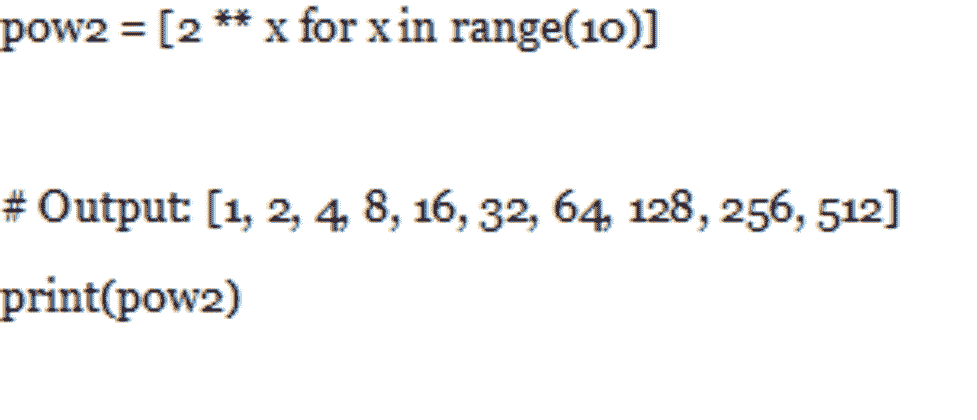 pow2 = [2 ** x for x in range(10)]
# Output: [1, 2, 4, 8, 16, 32, 64, 128, 256, 512]
print(pow2)